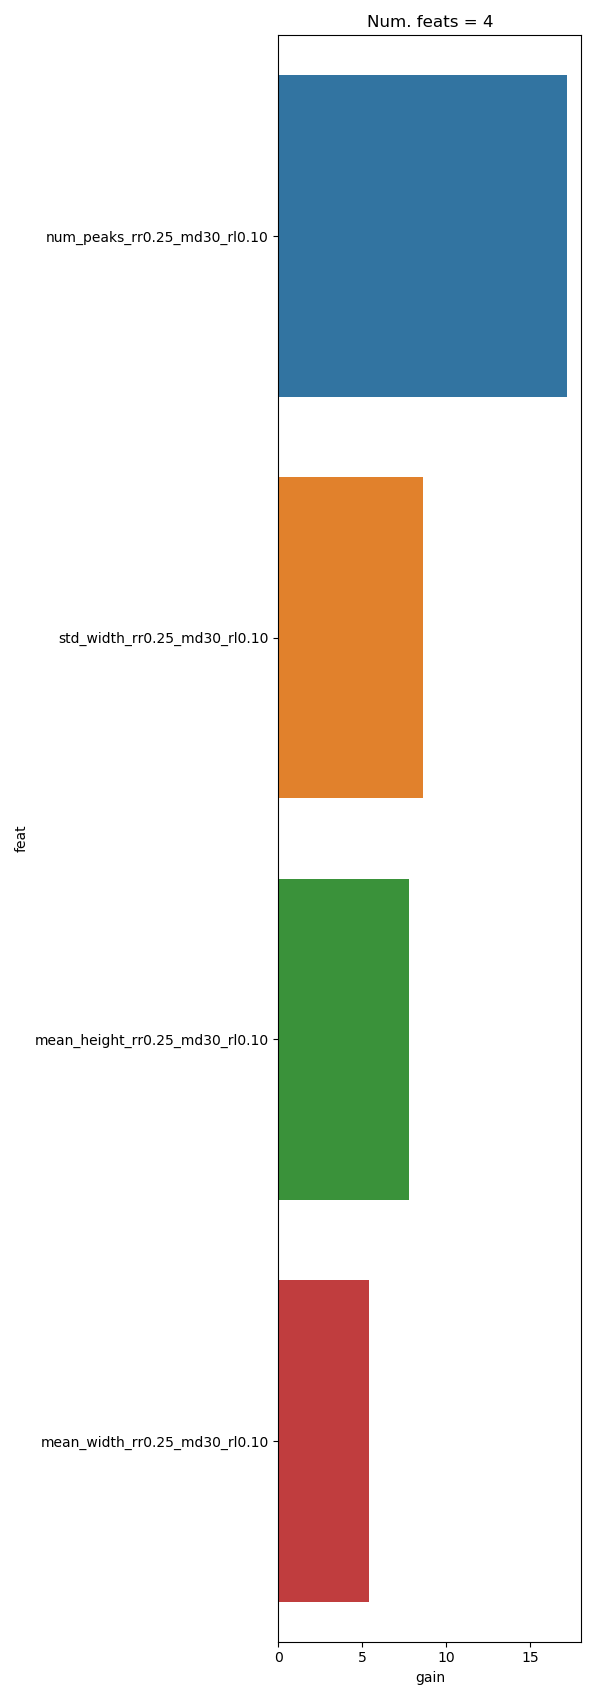 Num. feats = 4
num_peaks_rr0.25_md30_rl0.10
std_width_rr0.25_md30_rl0.10
feat
mean_height_rr0.25_md30_rl0.10
mean_width_rr0.25_md30_rl0.10
0 5 10 15
gain